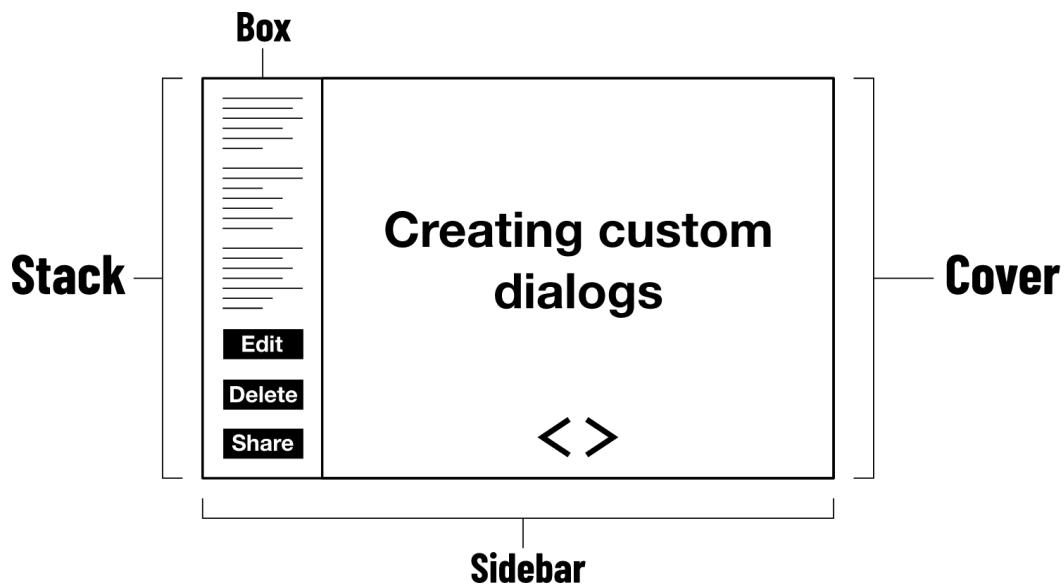 Box
Stack
Edit
Delete
Share
Creating custom
dialogs
< >
Cover
Sidebar